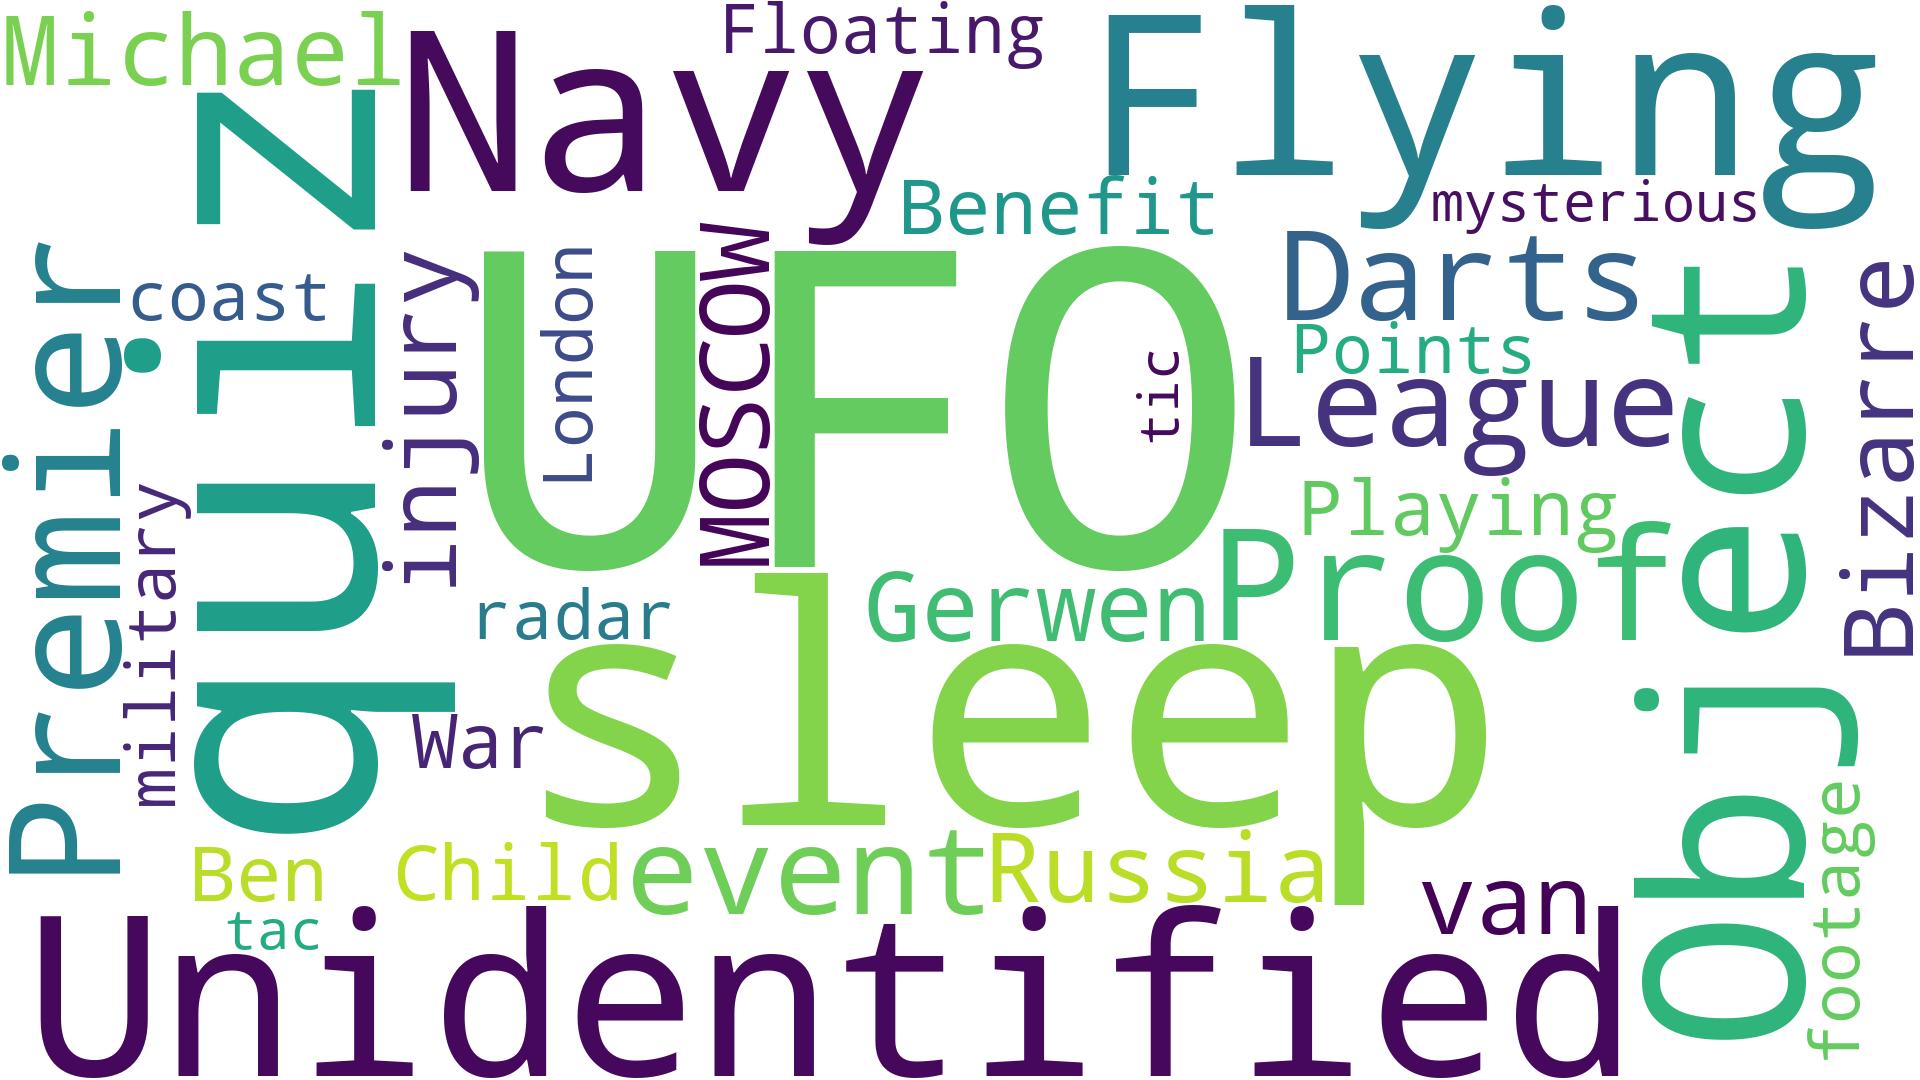 Michael
Navy
Floating
Flying
Benefit
mysterious
Premier
coast
quiz
injury
London
MOSCOW
UFO
tic
Darts
Points
League
Object
Bizarre
military
Playing
Proof
radar
Gerwen
sleep
War
footage
Ben
Child
event
Russia
van
tac
Unidentified